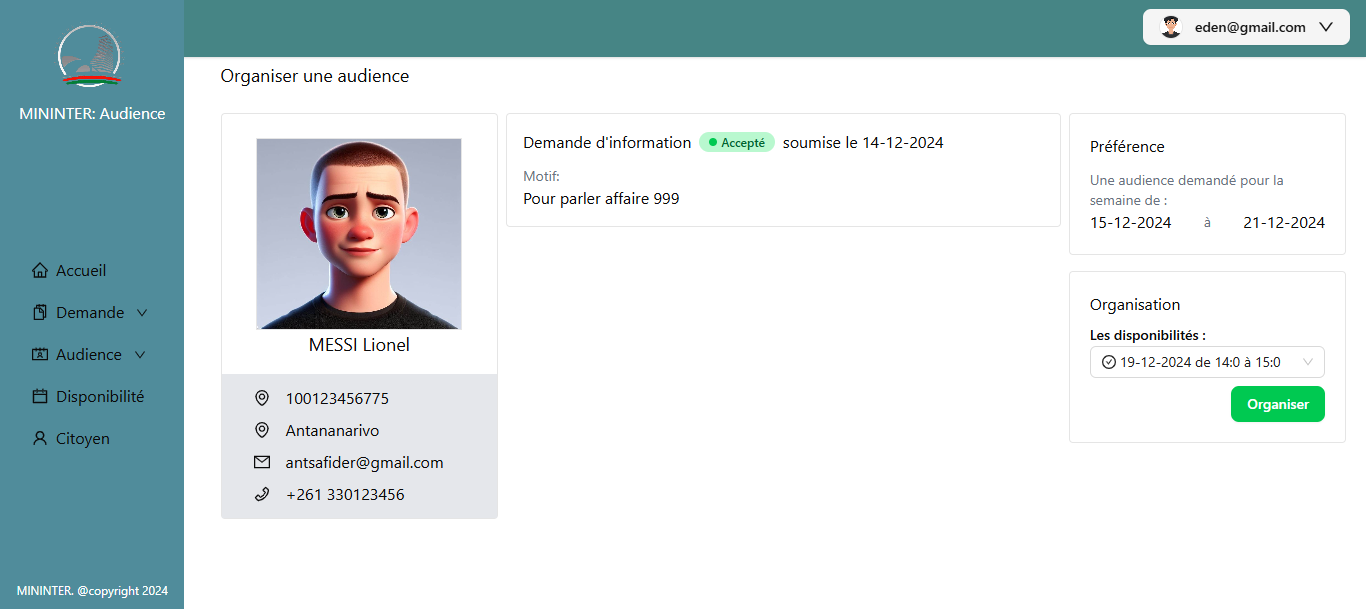 eden@gmail.com
MININTER: Audience
Accueil
Demande
Audience
Disponibilité
Citoyen
MININTER. @copyright 2024
Organiser une audience
MESSI Lionel
100123456775
Antananarivo
antsafider@gmail.com
+261 330123456
Demande d'information Accepté soumise le 14-12-2024
Motif:
Pour parler affaire 999
Préférence
Une audience demandé pour la
semaine de :
15-12-2024 à 21-12-2024
Organisation
Les disponibilités :
19-12-2024 de 14:0 à 15:0
Organiser